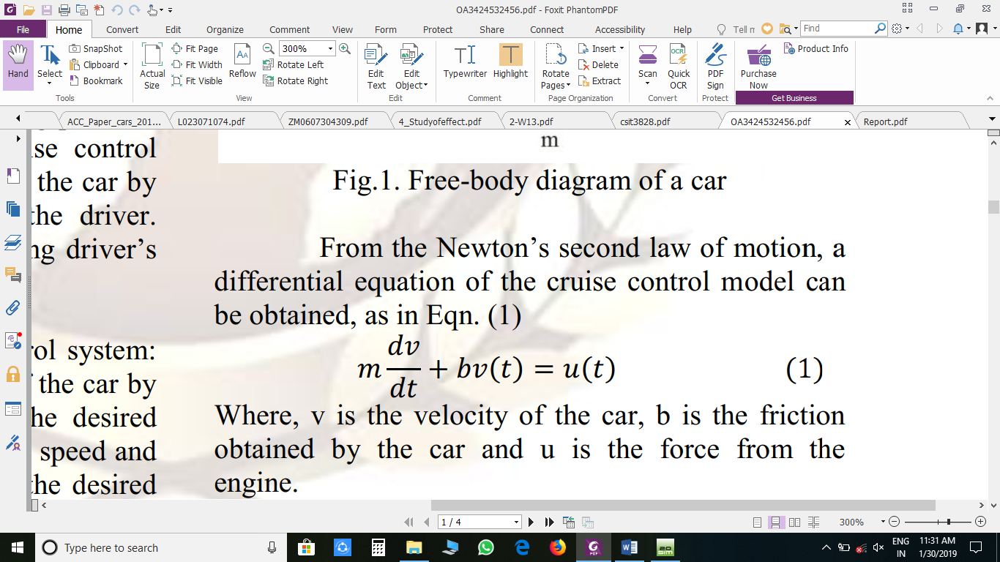 OA3424532456.pdf - Foxit PhantomPDF
File Home Convert Edit Organize Comment View Form Protect Share Connect Accessibility Help Tell m Find
Hand
Select
SnapShot
Clipboard
Bookmark
Tools
Actual Size
Fit Page
Fit Width
Fit Visible
Reflow
300%
Rotate Left
Rotate Right
View
Edit Text
Edit Object
Edit
Typewriter
Highlight
Comment
Rotate Pages
Insert
Delete
Extract
Page Organization
Scan
Quick OCR
Convert
PDF Sign
Protect
Purchase Now
Product Info
Get Business
ACC_Paper_cars_201... L023071074.pdf ZM0607304309.pdf 4_Studyofeffect.pdf 2-W13.pdf csit3828.pdf OA3424532456.pdf Report.pdf
ise control
the car by
the driver.
ng driver's
rol system:
the car by
he desired
speed and
the desired
m
Fig.1. Free-body diagram of a car
From the Newton's second law of motion, a
differential equation of the cruise control model can
be obtained, as in Eqn. (1)
m dv/dt + bv(t) = u(t) (1)
Where, v is the velocity of the car, b is the friction
obtained by the car and u is the force from the
engine.
1 / 4
300%
Type here to search
ENG
IN
11:31 AM
1/30/2019